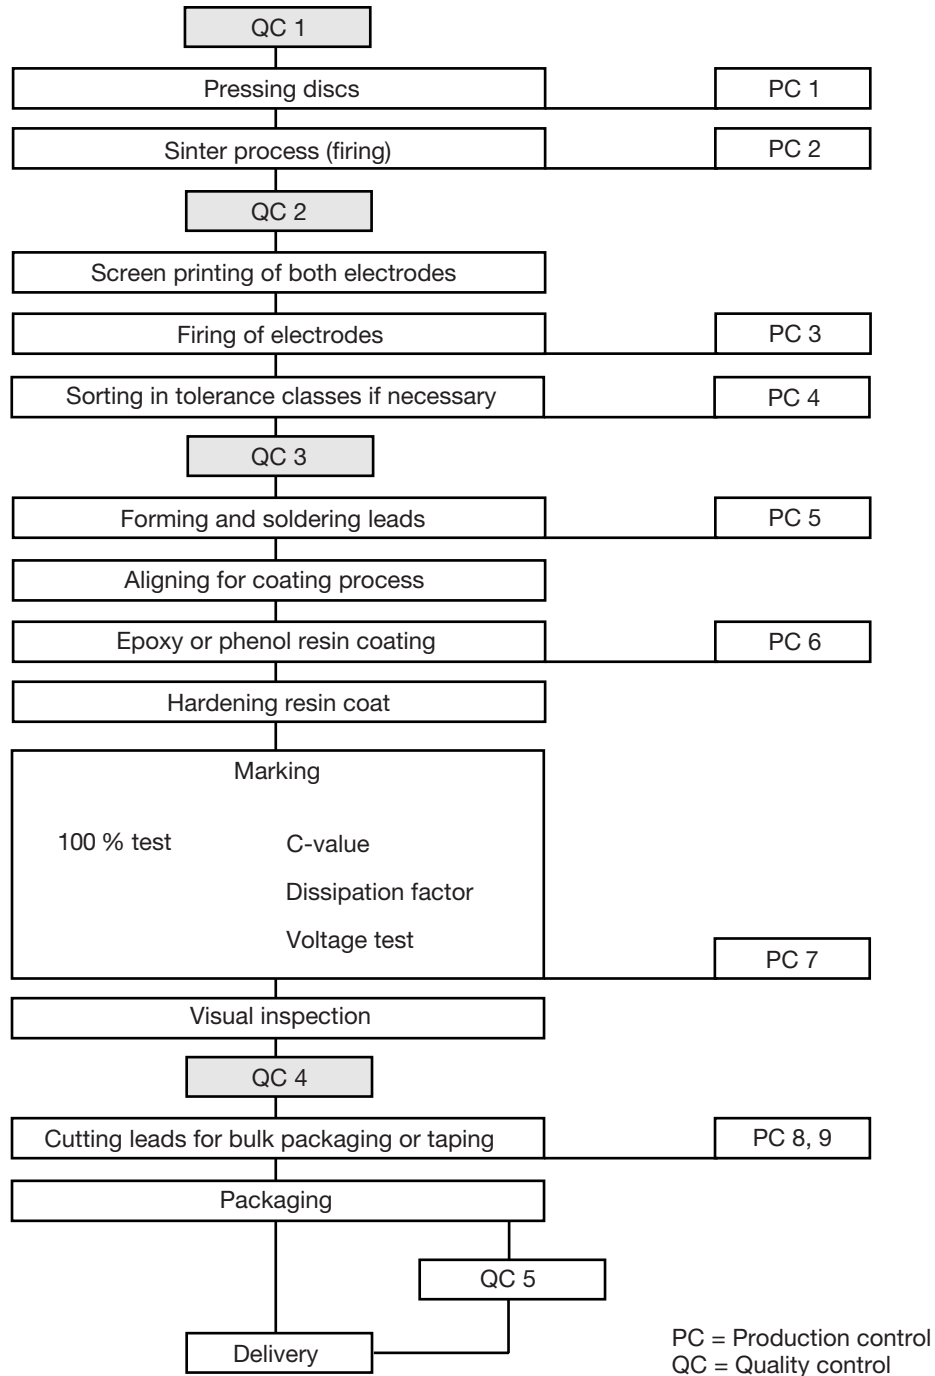 QC 1
Pressing discs
PC 1
Sinter process (firing)
PC 2
QC 2
Screen printing of both electrodes
Firing of electrodes
PC 3
Sorting in tolerance classes if necessary
PC 4
QC 3
Forming and soldering leads
PC 5
Aligning for coating process
Epoxy or phenol resin coating
PC 6
Hardening resin coat
Marking
100 % test
C-value
Dissipation factor
Voltage test
PC 7
Visual inspection
QC 4
Cutting leads for bulk packaging or taping
PC 8, 9
Packaging
QC 5
Delivery
PC = Production control
QC = Quality control